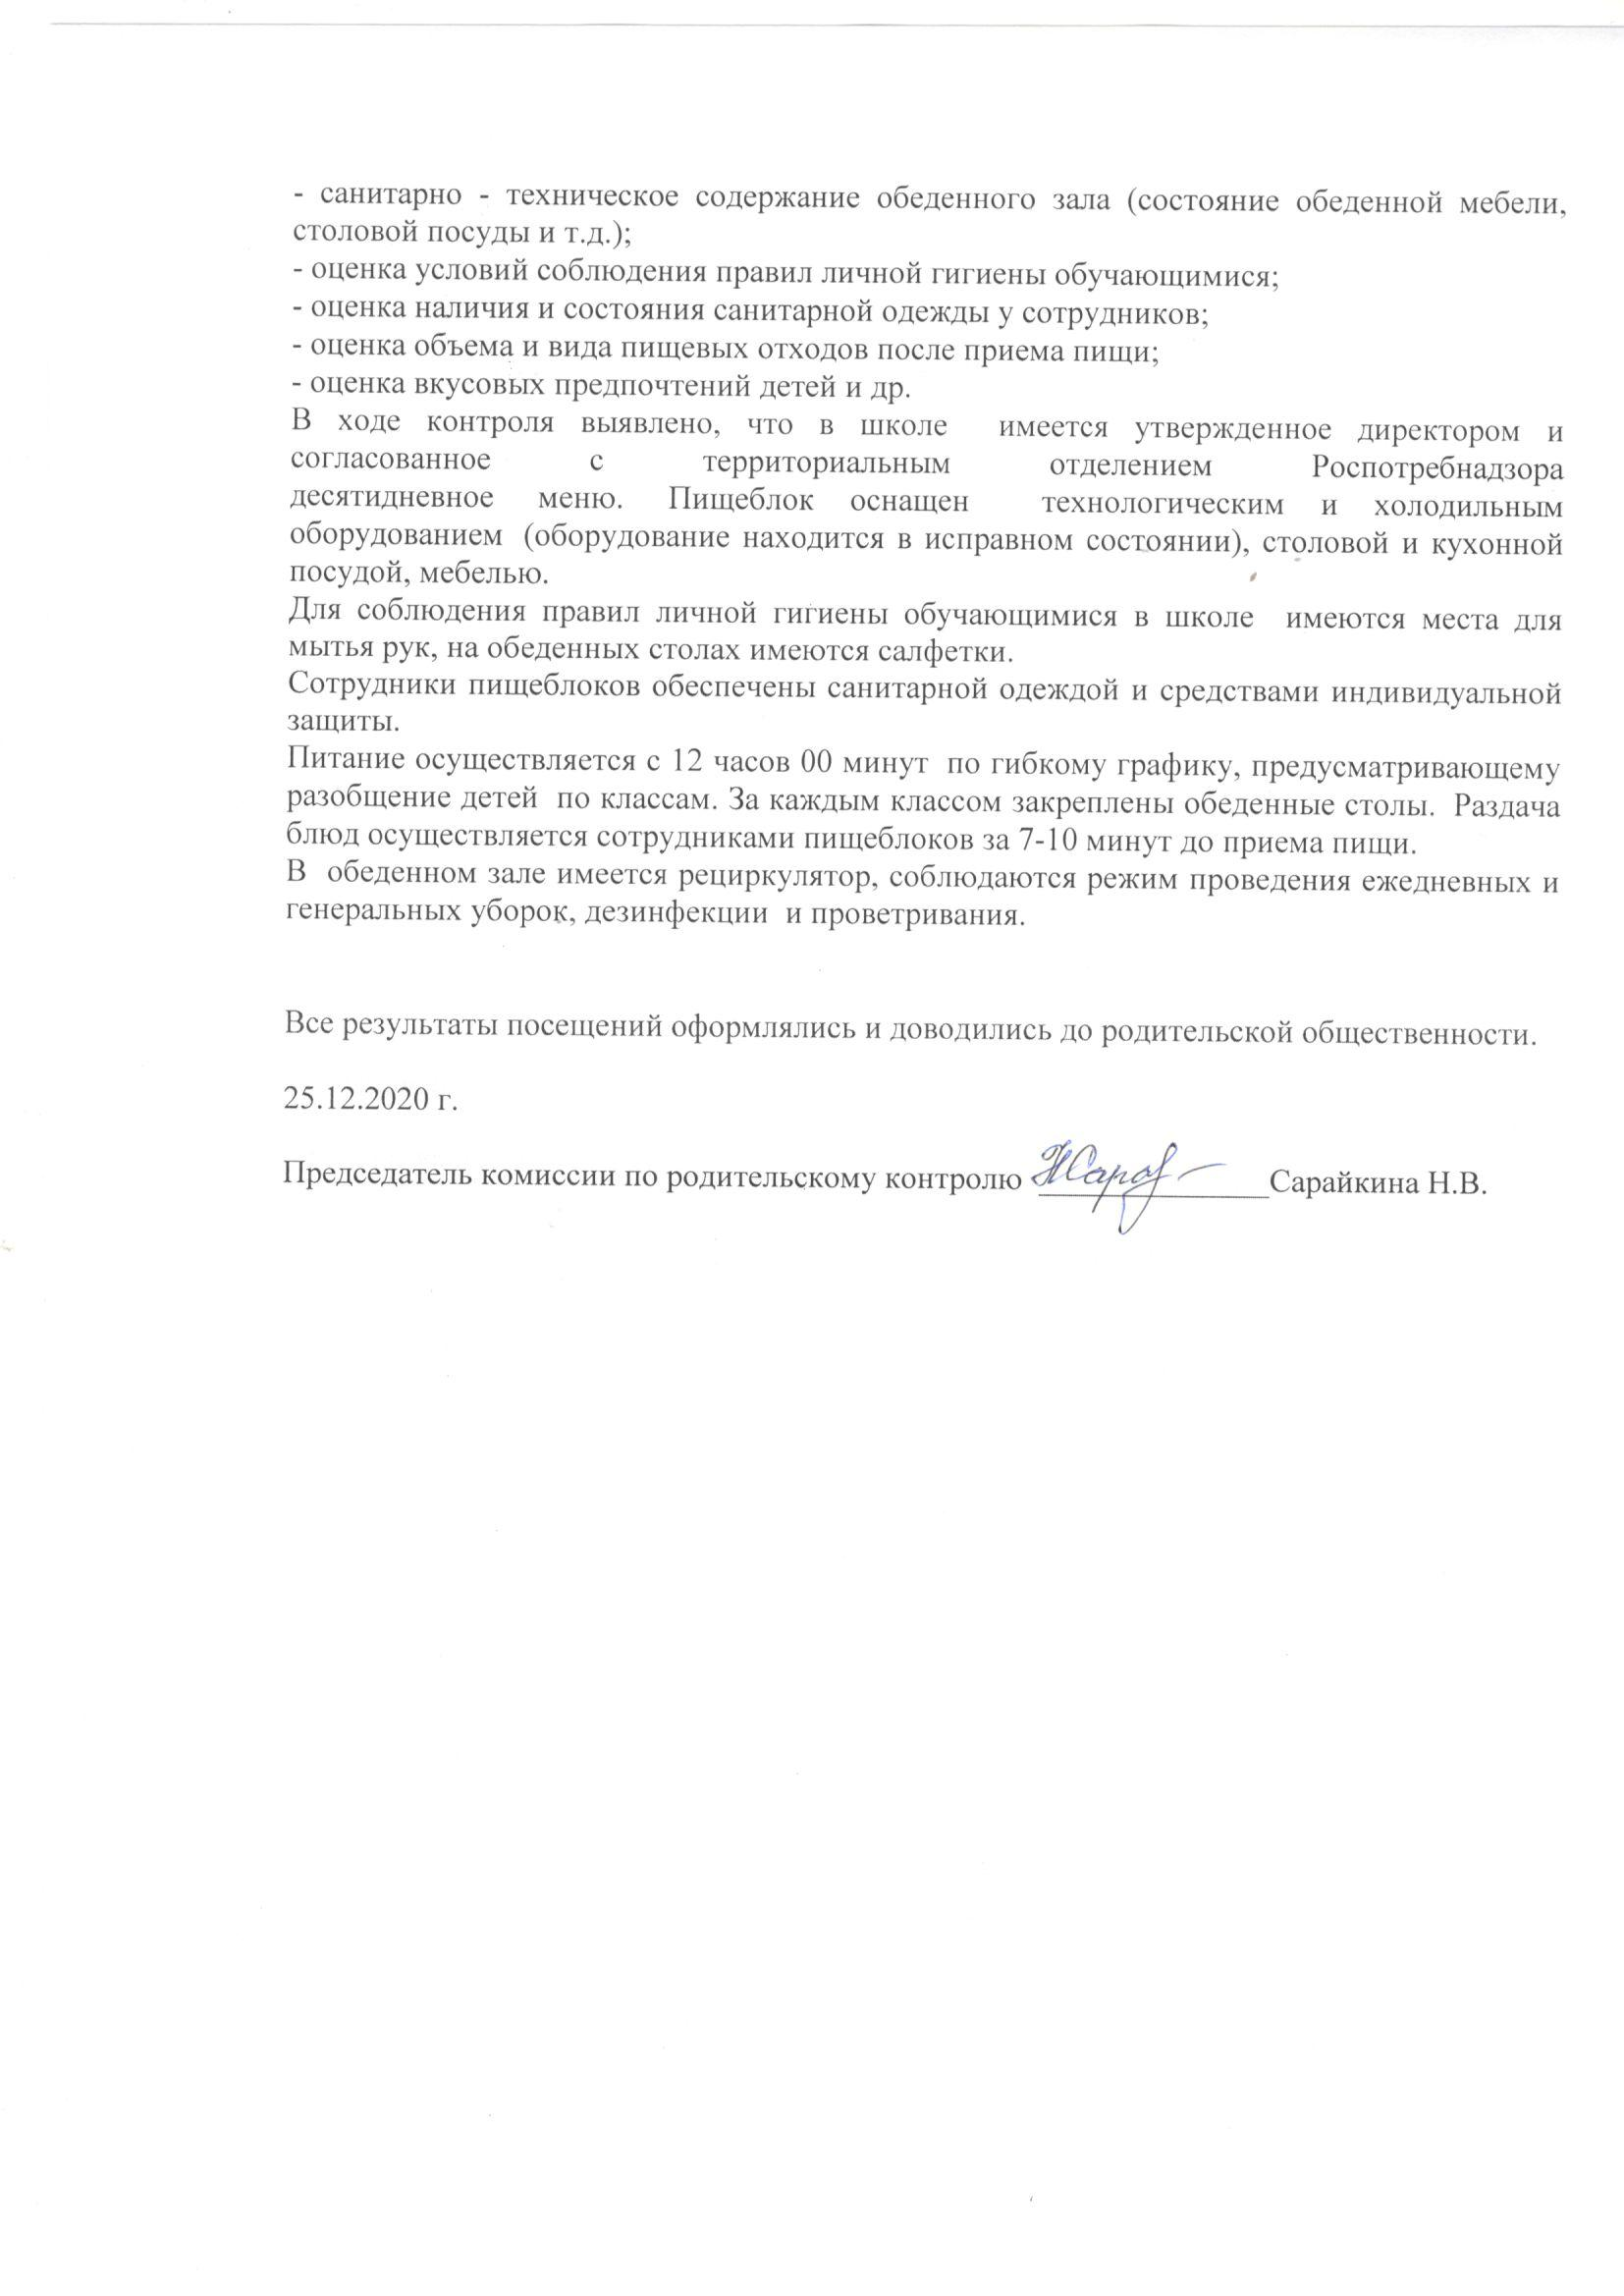 - санитарно - техническое содержание обеденного зала (состояние обеденной мебели,
столовой посуды и т.д.);
- оценка условий соблюдения правил личной гигиены обучающимися;
- оценка наличия и состояния санитарной одежды у сотрудников;
- оценка объема и вида пищевых отходов после приема пищи;
- оценка вкусовых предпочтений детей и др.
В ходе контроля выявлено, что в школе имеется утвержденное директором и
согласованное с территориальным отделением Роспотребнадзора
десятидневное меню. Пищеблок оснащен технологическим и холодильным
оборудованием (оборудование находится в исправном состоянии), столовой и кухонной
посудой, мебелью.
Для соблюдения правил личной гигиены обучающимися в школе имеются места для
мытья рук, на обеденных столах имеются салфетки.
Сотрудники пищеблоков обеспечены санитарной одеждой и средствами индивидуальной
защиты.
Питание осуществляется с 12 часов 00 минут по гибкому графику, предусматривающему
разобщение детей по классам. За каждым классом закреплены обеденные столы. Раздача
блюд осуществляется сотрудниками пищеблоков за 7-10 минут до приема пищи.
В обеденном зале имеется рециркулятор, соблюдаются режим проведения ежедневных и
генеральных уборок, дезинфекции и проветривания.
Все результаты посещений оформлялись и доводились до родительской общественности.
25.12.2020 г.
Председатель комиссии по родительскому контролю Сарайкина Н.В.